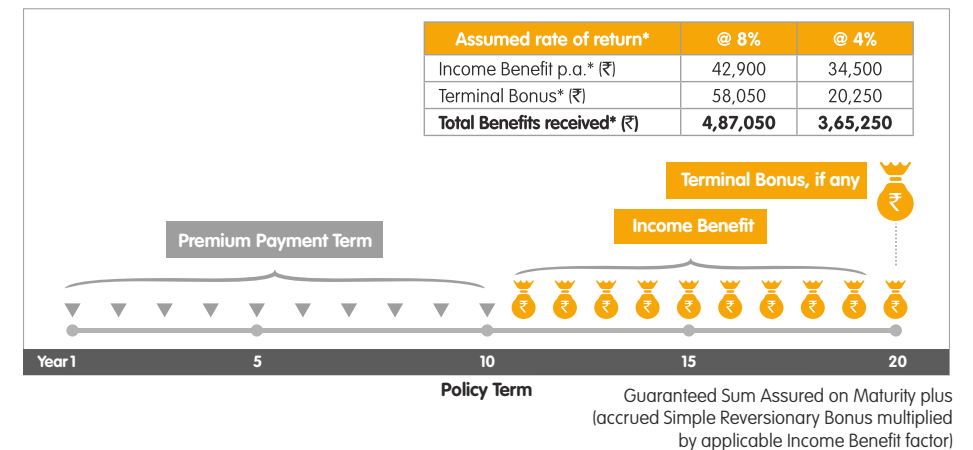 Assumed rate of return* @ 8% @ 4%
Income Benefit p.a.* (₹) 42,900 34,500
Terminal Bonus* (₹) 58,050 20,250
Total Benefits received* (₹) 4,87,050 3,65,250
Terminal Bonus, if any
₹
Income Benefit
Premium Payment Term
₹ ₹ ₹ ₹ ₹ ₹ ₹ ₹ ₹ ₹
Year 1 5 10 15 20
Policy Term
Guaranteed Sum Assured on Maturity plus
(accrued Simple Reversionary Bonus multiplied
by applicable Income Benefit factor)